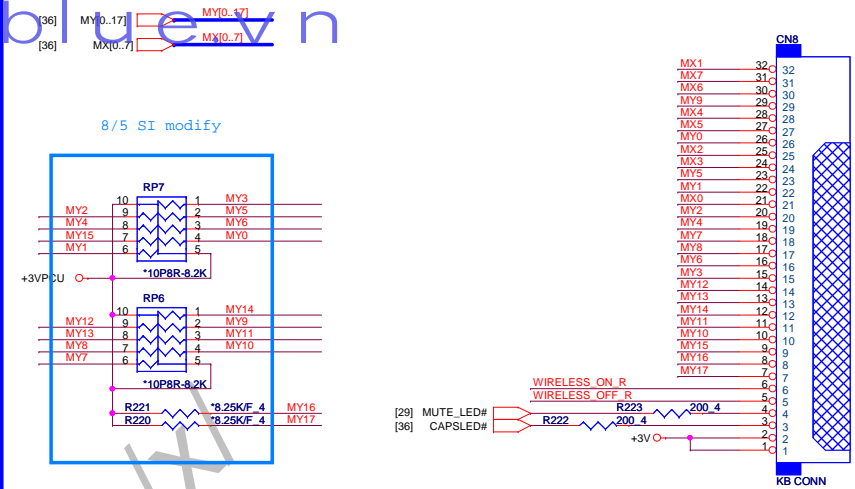 blue.vn
[36] MY[0..17] MY[0..17]
[36] MX[0..7] MX[0..7]
8/5 SI modify
RP7
10 1 MY3
MY2 9 2 MY5
MY4 8 3 MY6
MY15 7 4 MY0
MY1 6 5
*10P8R-8.2K
+3VPCU
RP6
10 1 MY14
MY12 9 2 MY9
MY13 8 3 MY11
MY8 7 4 MY10
MY7 6 5
*10P8R-8.2K
R221 *8.25K/F_4 MY16
R220 *8.25K/F_4 MY17
CN8
MX1 32 32
MX7 31 31
MX6 30 30
MY9 29 29
MX4 28 28
MX5 27 27
MY0 26 26
MX2 25 25
MX3 24 24
MY5 23 23
MY1 22 22
MX0 21 21
MY2 20 20
MY4 19 19
MY7 18 18
MY8 17 17
MY6 16 16
MY3 15 15
MY12 14 14
MY13 13 13
MY14 12 12
MY11 11 11
MY10 10 10
MY15 9 9
MY16 8 8
MY17 7 7
WIRELESS_ON_R 6 6
WIRELESS_OFF_R 5 5
[29] MUTE_LED# R223 200_4 4 4
[36] CAPSLED# R222 200_4 3 3
+3V 2 2
1 1
KB CONN